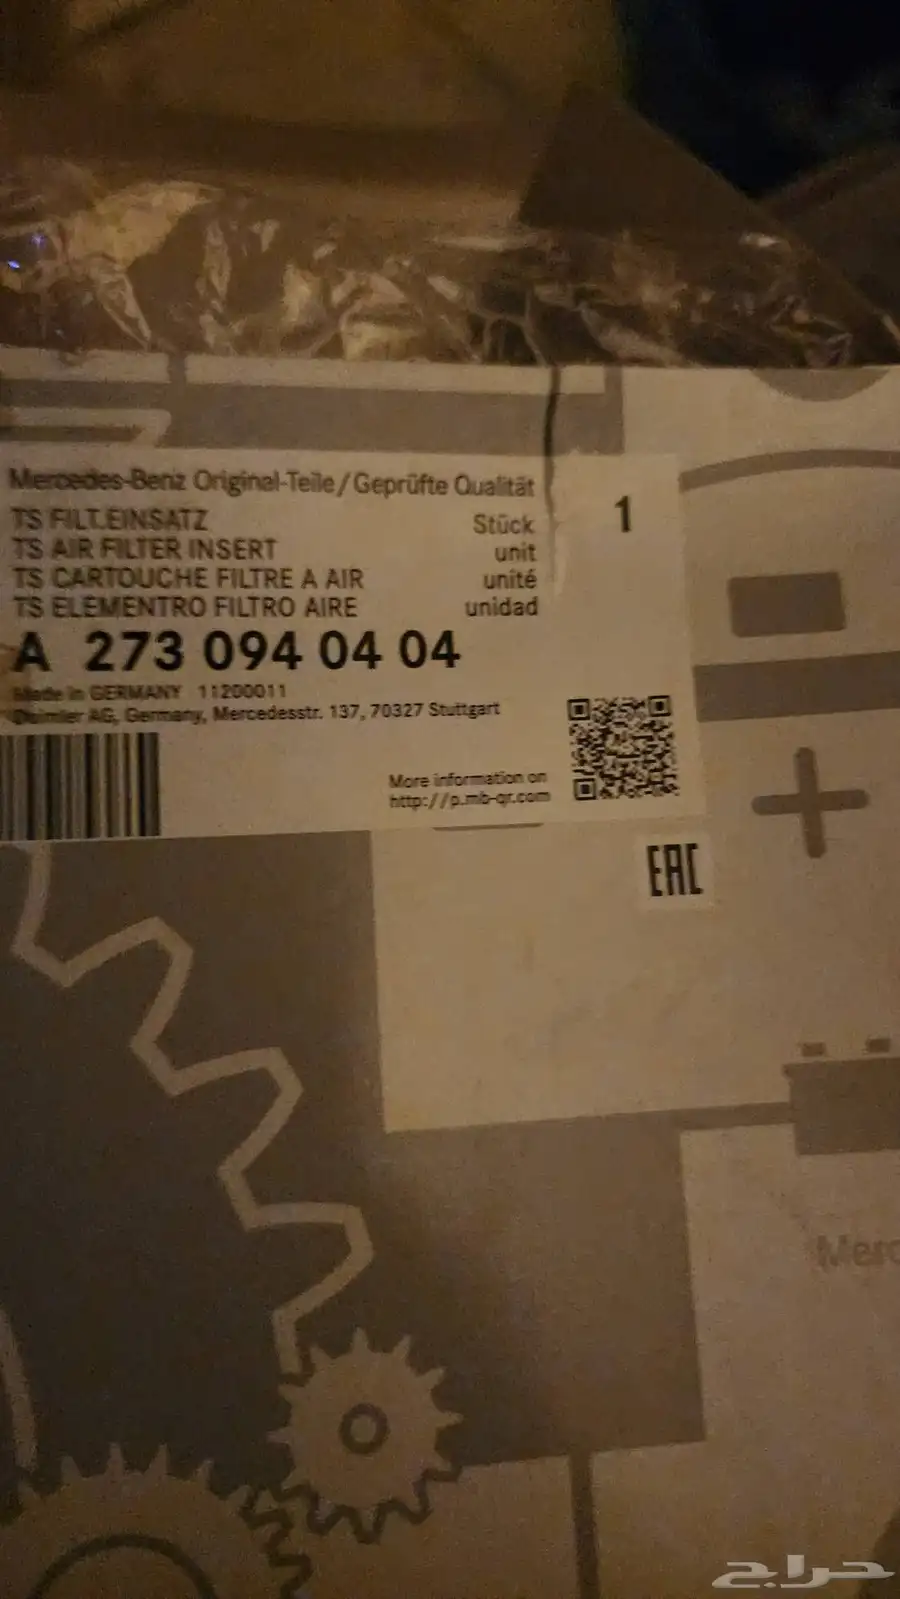 Mercedes-Benz Original-Teile/Geprüfte Qualität
TS FILT.EINSATZ Stück 1
TS AIR FILTER INSERT unit
TS CARTOUCHE FILTRE A AIR unité
TS ELEMENTRO FILTRO AIRE unidad
A 273 094 04 04
Made in GERMANY 11200011
Daimler AG, Germany, Mercedesstr. 137, 70327 Stuttgart
More information on
http://p.mb-qr.com
EAC
Merc
حراج